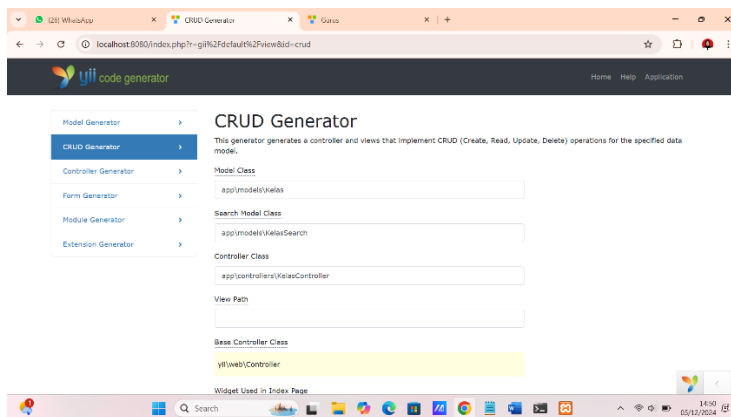 (28) WhatsApp
CRUD Generator
Gurus
localhost:8080/index.php?r=gii%2Fdefault%2Fview&id=crud
yii code generator
Home Help Application
Model Generator
CRUD Generator
Controller Generator
Form Generator
Module Generator
Extension Generator
CRUD Generator
This generator generates a controller and views that implement CRUD (Create, Read, Update, Delete) operations for the specified data
model.
Model Class
app\models\Kelas
Search Model Class
app\models\KelasSearch
Controller Class
app\controllers\KelasController
View Path
Base Controller Class
yii\web\Controller
Widget Used in Index Page
Search
14:50
05/12/2024